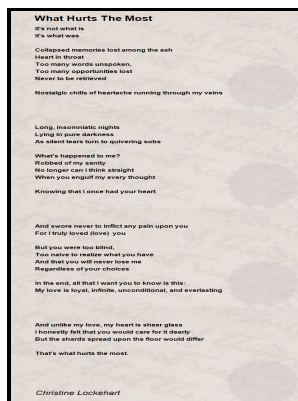 What Hurts The Most
It's not what is
It's what was
Collapsed memories lost among the ash
Heart in throat
Too many words unspoken,
Too many opportunities lost
Never to be retrieved
Nostalgic chills of heartache running through my veins
Long, insomniatic nights
Lying in pure darkness
As silent tears turn to quivering sobs
What's happened to me?
Robbed of my sanity
No longer can I think straight
When you engulf my every thought
Knowing that I once had your heart
And swore never to inflict any pain upon you
For I truly loved (love) you
But you were too blind,
Too naive to realize what you have
And that you will never lose me
Regardless of your choices
In the end, all that I want you to know is this:
My love is loyal, infinite, unconditional, and everlasting
And unlike my love, my heart is sheer glass
I honestly felt that you would care for it dearly
But the shards spread upon the floor would differ
That's what hurts the most.
Christine Lockehart